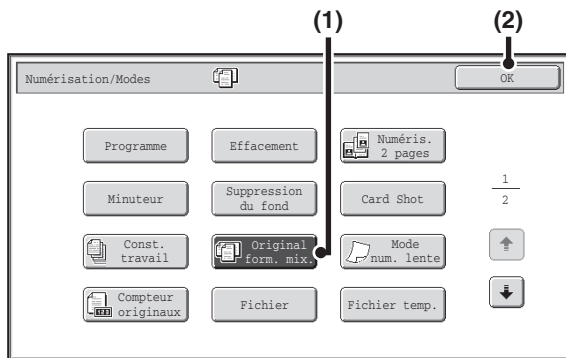 (1) (2)
Numérisation/Modes OK
Programme Effacement Numéris.
2 pages
Minuteur Suppression
du fond Card Shot
1
2
Const.
travail Original
form. mix. Mode
num. lente
Compteur
originaux Fichier Fichier temp.
123